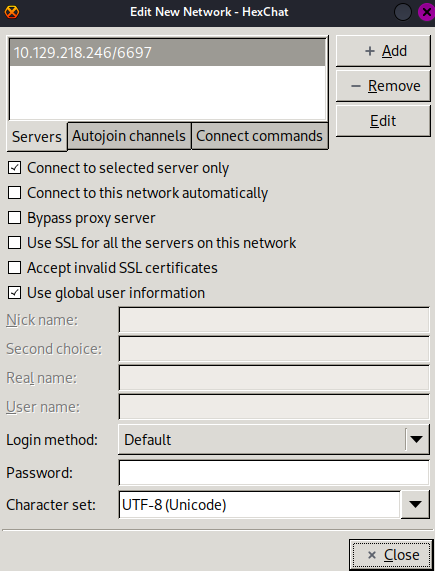 Edit New Network - HexChat
10.129.218.246/6697
+ Add
− Remove
Edit
Servers
Autojoin channels
Connect commands
Connect to selected server only
Connect to this network automatically
Bypass proxy server
Use SSL for all the servers on this network
Accept invalid SSL certificates
Use global user information
Nick name:
Second choice:
Real name:
User name:
Login method: Default
Password:
Character set: UTF-8 (Unicode)
× Close